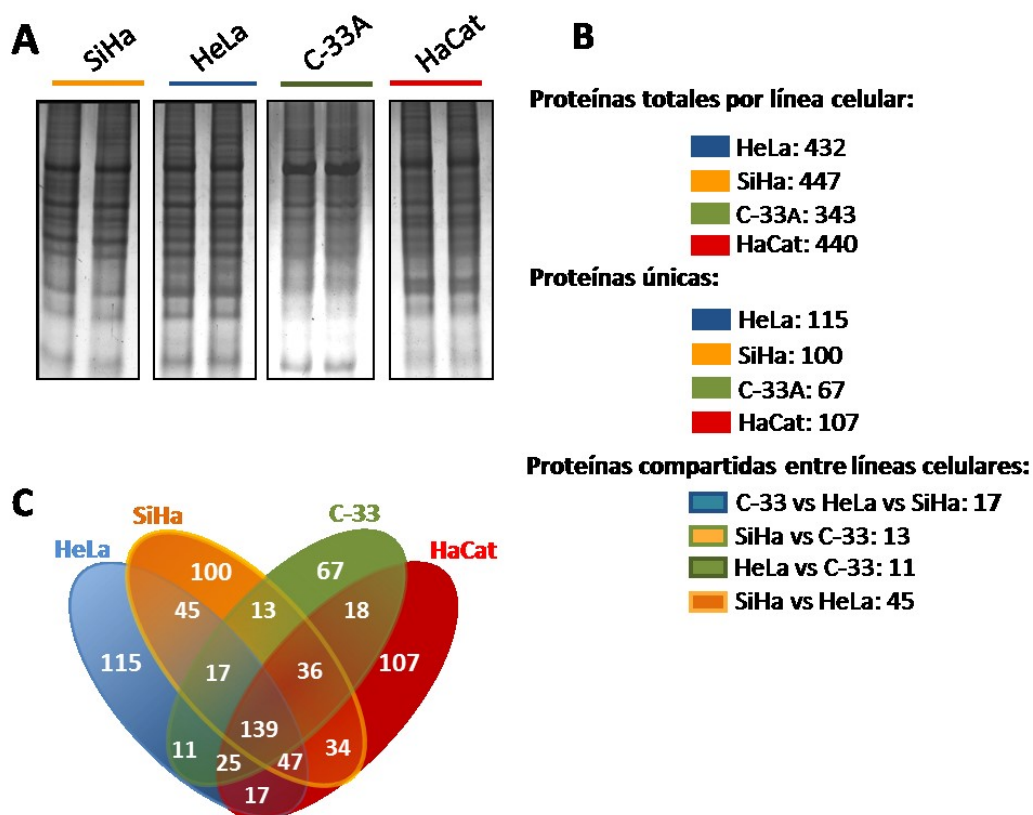 A
SiHa
HeLa
C-33A
HaCat
B
Proteínas totales por línea celular:
HeLa: 432
SiHa: 447
C-33A: 343
HaCat: 440
Proteínas únicas:
HeLa: 115
SiHa: 100
C-33A: 67
HaCat: 107
Proteínas compartidas entre líneas celulares:
C-33 vs HeLa vs SiHa: 17
SiHa vs C-33: 13
HeLa vs C-33: 11
SiHa vs HeLa: 45
C
SiHa
C-33
HeLa
HaCat
100
67
45
13
18
115
17
36
107
139
11
25
47
34
17